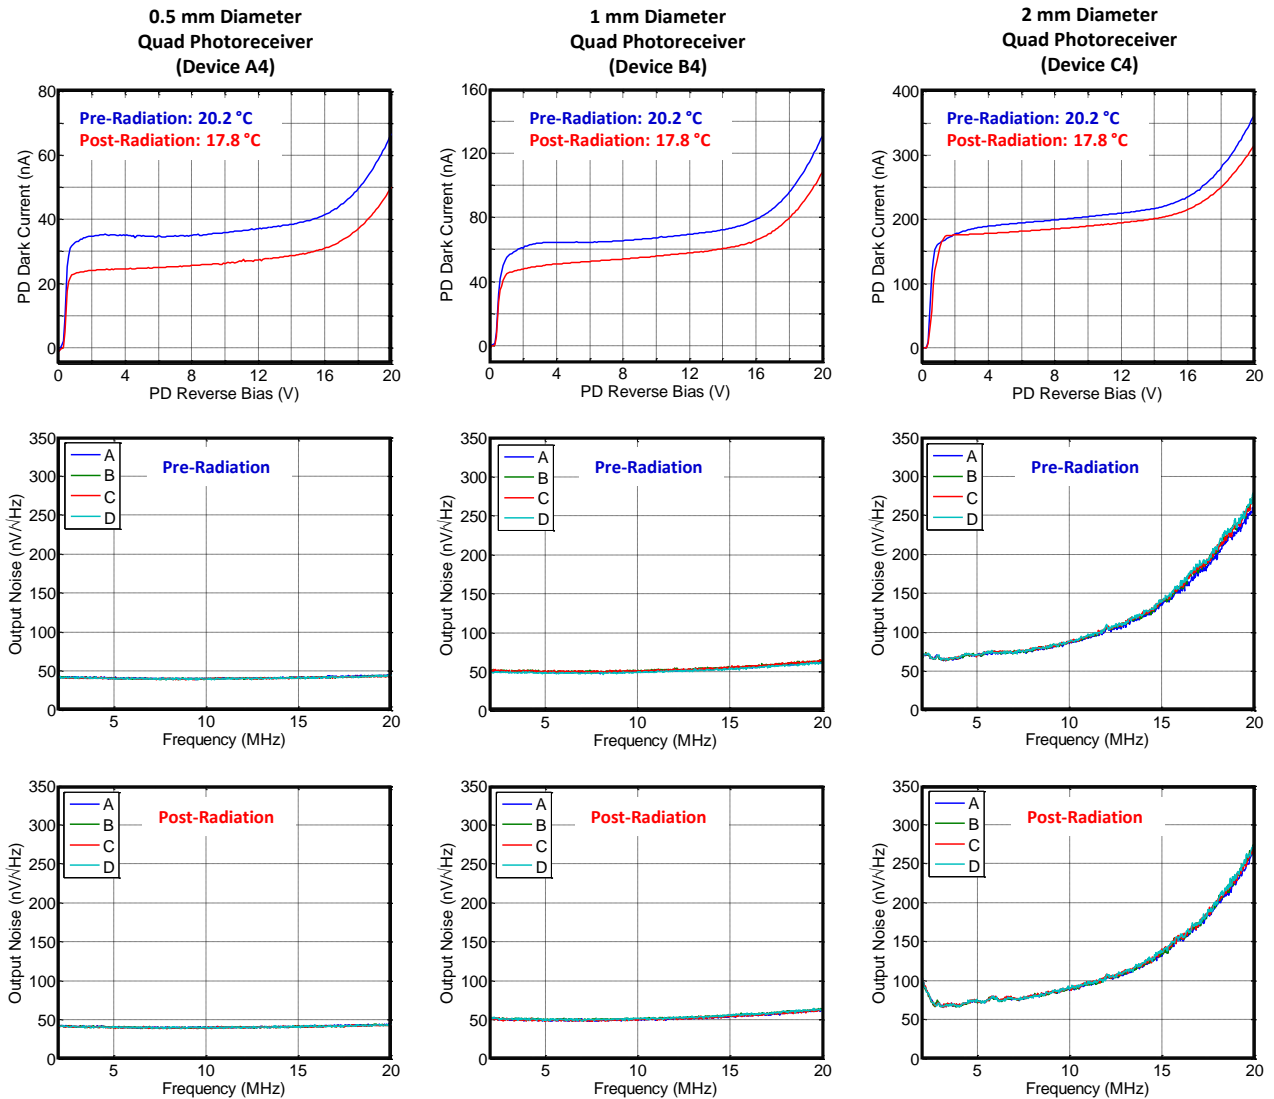 0.5 mm Diameter
Quad Photoreceiver
(Device A4)
1 mm Diameter
Quad Photoreceiver
(Device B4)
2 mm Diameter
Quad Photoreceiver
(Device C4)
80
60
40
20
0
PD Dark Current (nA)
Pre-Radiation: 20.2 °C
Post-Radiation: 17.8 °C
0 4 8 12 16 20
PD Reverse Bias (V)
160
120
80
40
0
PD Dark Current (nA)
Pre-Radiation: 20.2 °C
Post-Radiation: 17.8 °C
0 4 8 12 16 20
PD Reverse Bias (V)
400
300
200
100
0
PD Dark Current (nA)
Pre-Radiation: 20.2 °C
Post-Radiation: 17.8 °C
0 4 8 12 16 20
PD Reverse Bias (V)
350
300
250
200
150
100
50
0
Output Noise (nV/√Hz)
A
B
C
D
Pre-Radiation
5 10 15 20
Frequency (MHz)
350
300
250
200
150
100
50
0
Output Noise (nV/√Hz)
A
B
C
D
Pre-Radiation
5 10 15 20
Frequency (MHz)
350
300
250
200
150
100
50
0
Output Noise (nV/√Hz)
A
B
C
D
Pre-Radiation
5 10 15 20
Frequency (MHz)
350
300
250
200
150
100
50
0
Output Noise (nV/√Hz)
A
B
C
D
Post-Radiation
5 10 15 20
Frequency (MHz)
350
300
250
200
150
100
50
0
Output Noise (nV/√Hz)
A
B
C
D
Post-Radiation
5 10 15 20
Frequency (MHz)
350
300
250
200
150
100
50
0
Output Noise (nV/√Hz)
A
B
C
D
Post-Radiation
5 10 15 20
Frequency (MHz)